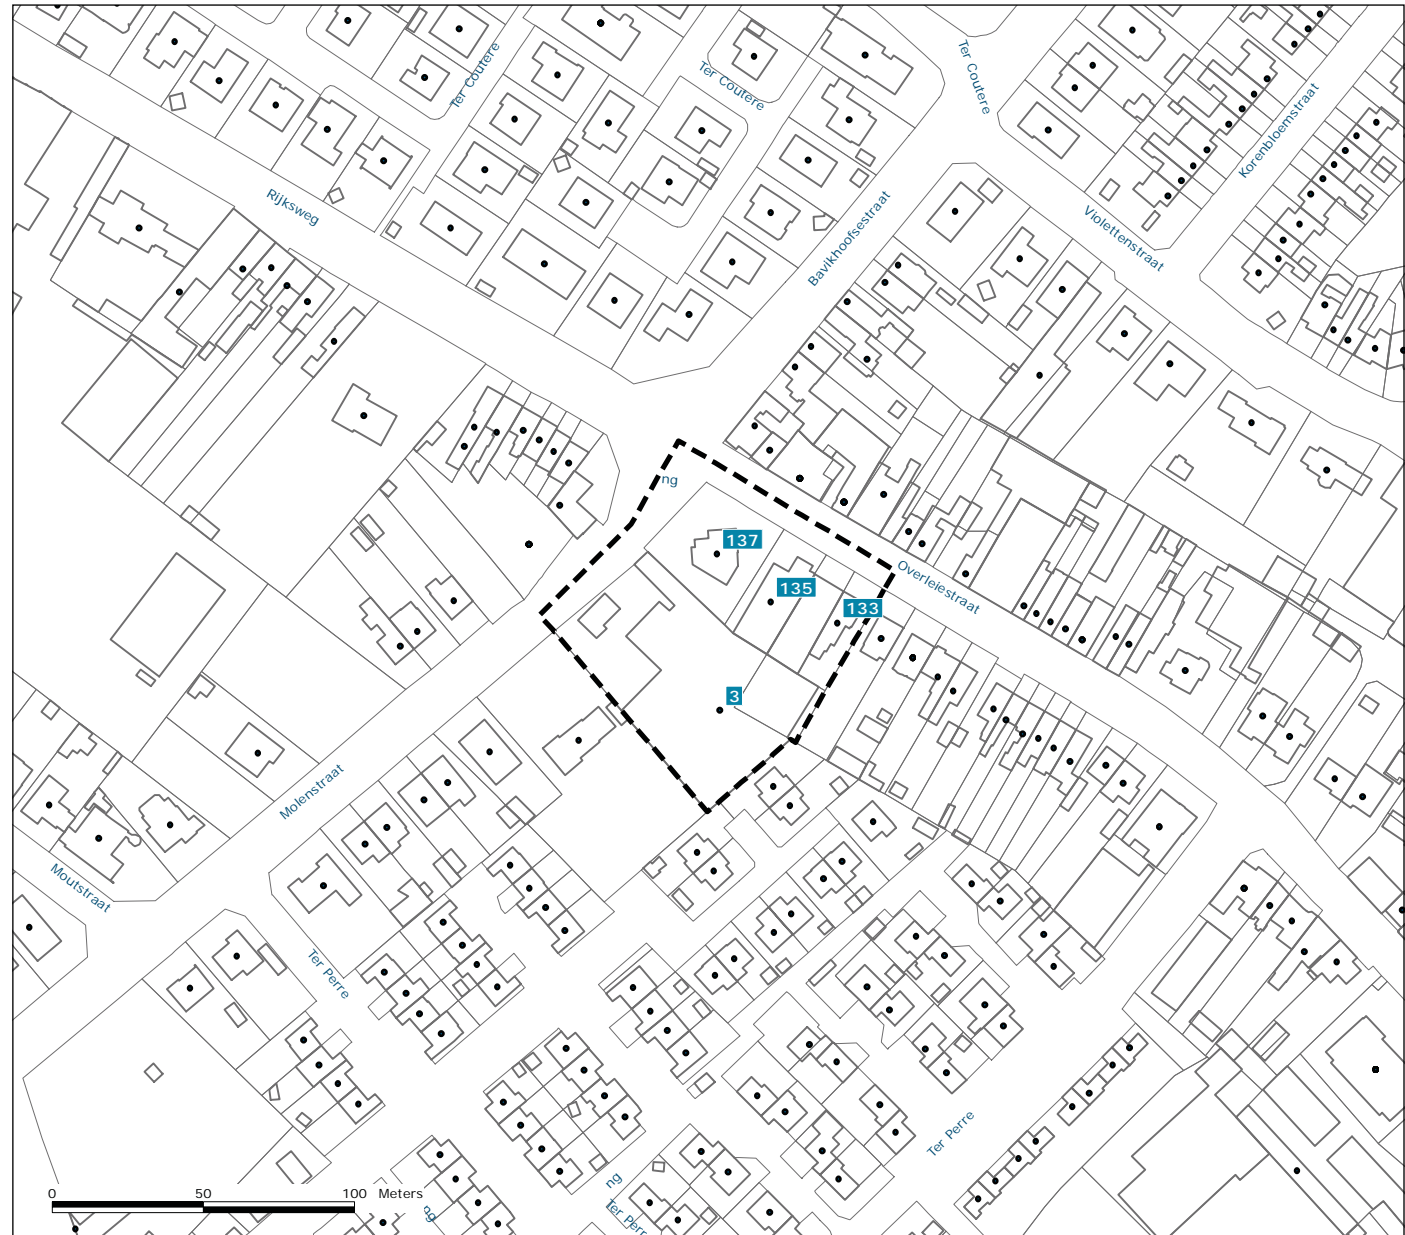 Ter Coutere
Ter Coutere
Ter Coutere
Korenbloemstraat
Rijksweg
Bavikhoofsestraat
Violettenstraat
ng
137
Overleiestraat
135
133
3
Molenstraat
Moutstraat
Ter Perre
Ter Perre
ng
Ter Perre
ng
0 50 100 Meters